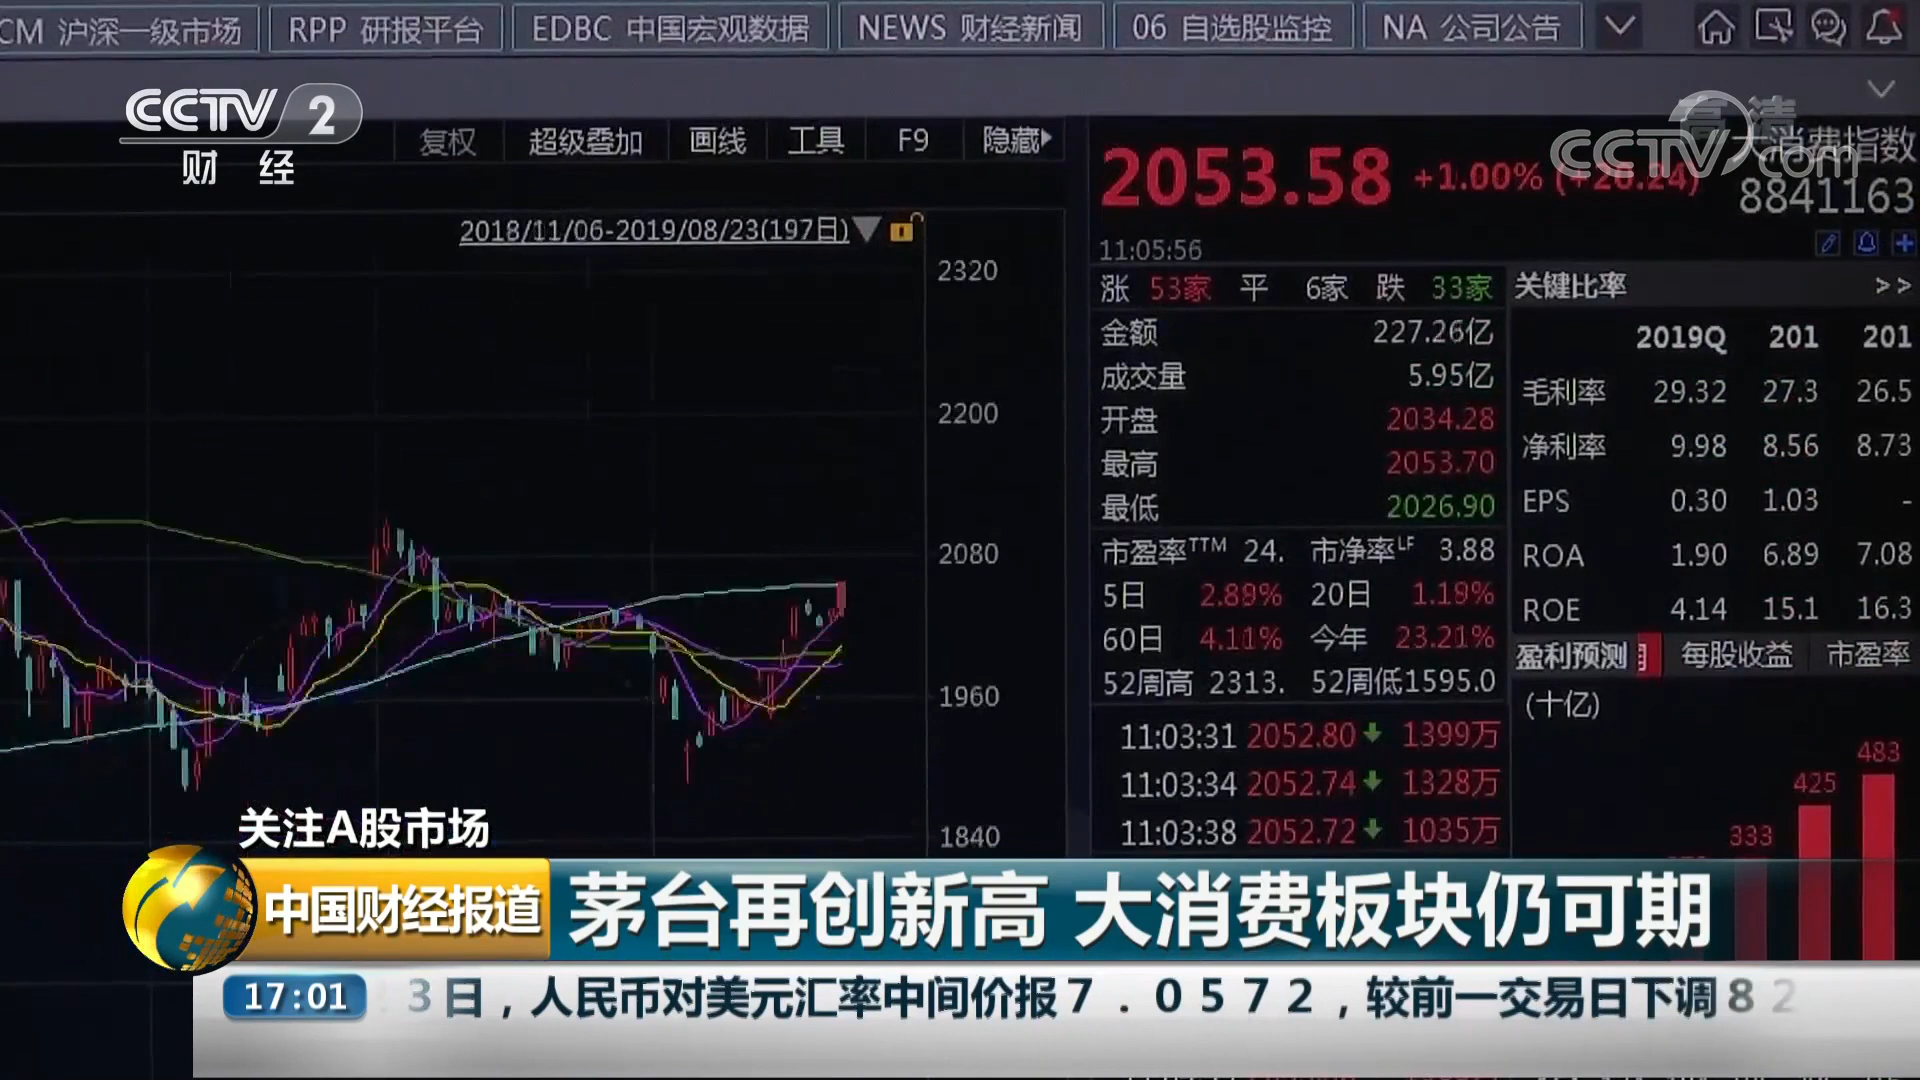 CM 沪深一级市场 RPP 研报平台 EDBC 中国宏观数据 NEWS 财经新闻 06 自选股监控 NA 公司公告
CCTV 2
财 经
复权 超级叠加 画线 工具 F9 隐藏
2018/11/06-2019/08/23(197日)
2320
2200
2080
1960
1840
高清
CCTV.com
大消费指数
2053.58 +1.00% (+20.24)
8841163
11:05:56
涨 53家 平 6家 跌 33家
金额 227.26亿
成交量 5.95亿
开盘 2034.28
最高 2053.70
最低 2026.90
市盈率TTM 24. 市净率LF 3.88
5日 2.89% 20日 1.19%
60日 4.11% 今年 23.21%
52周高 2313. 52周低1595.0
11:03:31 2052.80 1399万
11:03:34 2052.74 1328万
11:03:38 2052.72 1035万
关键比率 >>
2019Q 201 201
毛利率 29.32 27.3 26.5
净利率 9.98 8.56 8.73
EPS 0.30 1.03 -
ROA 1.90 6.89 7.08
ROE 4.14 15.1 16.3
盈利预测 每股收益 市盈率
(十亿)
483
425
333
关注A股市场
中国财经报道
茅台再创新高 大消费板块仍可期
17:01 3日，人民币对美元汇率中间价报7.0572，较前一交易日下调82